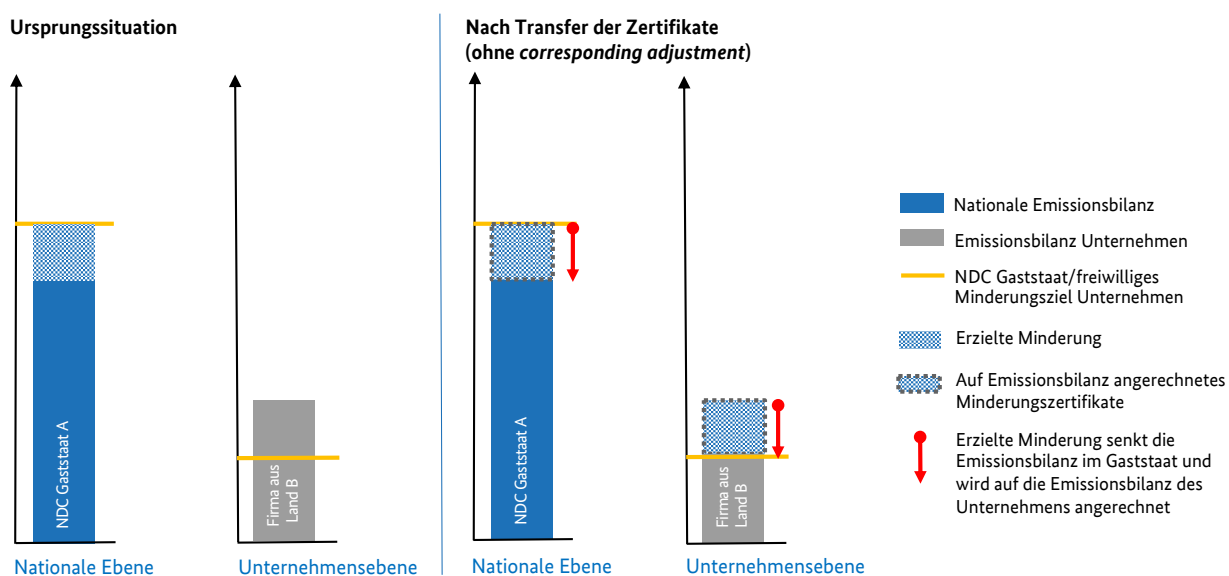 Ursprungssituation
NDC Gaststaat A
Nationale Ebene
Firma aus
Land B
Unternehmensebene
Nach Transfer der Zertifikate
(ohne corresponding adjustment)
NDC Gaststaat A
Nationale Ebene
Firma aus
Land B
Unternehmensebene
Nationale Emissionsbilanz
Emissionsbilanz Unternehmen
NDC Gaststaat/freiwilliges
Minderungsziel Unternehmen
Erzielte Minderung
Auf Emissionsbilanz angerechnetes
Minderungszertifikate
Erzielte Minderung senkt die
Emissionsbilanz im Gaststaat und
wird auf die Emissionsbilanz des
Unternehmens angerechnet